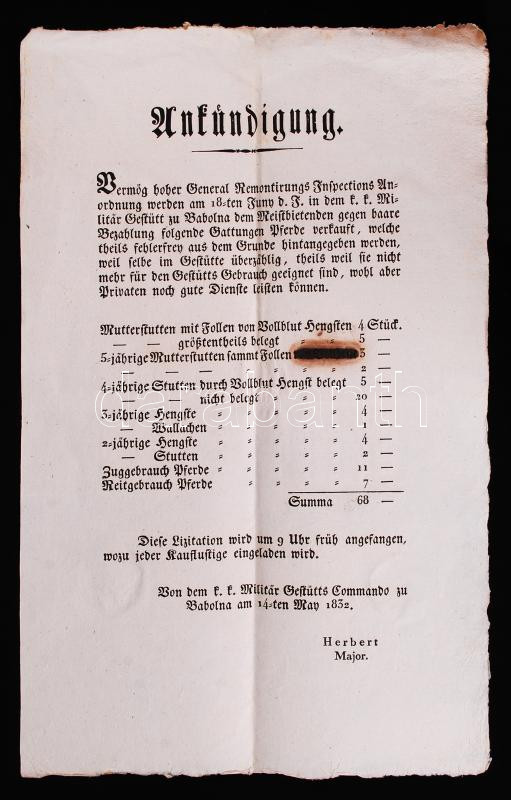 Ankündigung.
Vermög hoher General Remontirungs Inspections An-
ordnung werden am 18-ten Juny d. J. in dem k. k. Mi-
litär Gestütt zu Babolna dem Meistbietenden gegen baare
Bezahlung folgende Gattungen Pferde verkauft, welche
theils fehlerfrey aus dem Grunde hintangegeben werden,
weil selbe im Gestütte überzählig, theils weil sie nicht
mehr für den Gestütts Gebrauch geeignet sind, wohl aber
Privaten noch gute Dienste leisten können.
Mutterstutten mit Follen von Vollblut Hengsten 4 Stück.
— — größtentheils belegt „ „ 5 —
5-jährige Mutterstutten sammt Follen 3 —
— — — „ „ „ 2 —
4-jährige Stutten durch Vollblut Hengst belegt 5 —
— — nicht belegt „ „ „ 20 —
3-jährige Hengste „ „ „ „ „ 4 —
— Wallachen „ „ „ „ „ 1 —
2-jährige Hengste „ „ „ „ „ 4 —
— Stutten „ „ „ „ „ 2 —
Zuggebrauch Pferde „ „ „ „ „ 11 —
Reitgebrauch Pferde „ „ „ „ 7 —
Summa 68 —
Diese Lizitation wird um 9 Uhr früh angefangen,
wozu jeder Kauflustige eingeladen wird.
Von dem k. k. Militär Gestütts Commando zu
Babolna am 14-ten May 1832.
Herbert
Major.
darabanth